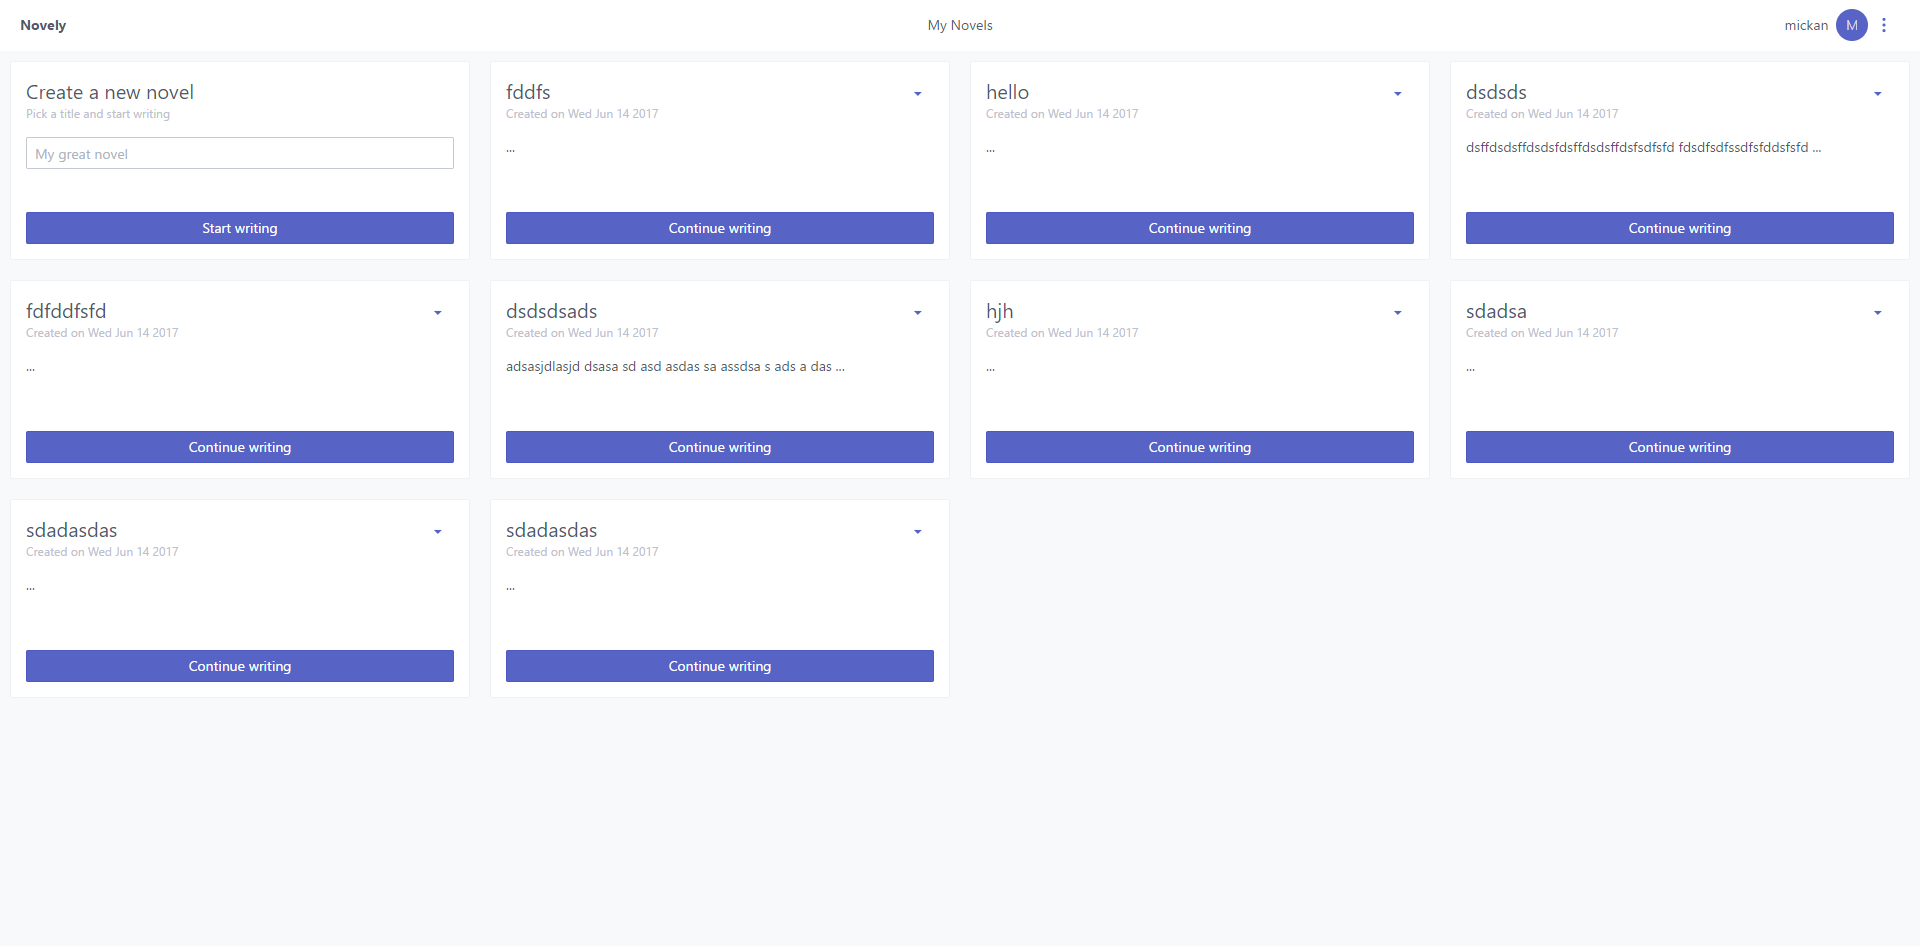 Novely
My Novels
mickan M
Create a new novel
Pick a title and start writing
My great novel
Start writing
fddfs
Created on Wed Jun 14 2017
...
Continue writing
hello
Created on Wed Jun 14 2017
...
Continue writing
dsdsds
Created on Wed Jun 14 2017
dsffdsdsffdsdsfdsffdsdsffdsfsdfsfd fdsdfsdfssdfsfddsfsfd ...
Continue writing
fdfddfsfd
Created on Wed Jun 14 2017
...
Continue writing
dsdsdsads
Created on Wed Jun 14 2017
adsasjdlasjd dsasa sd asd asdas sa assdsa s ads a das ...
Continue writing
hjh
Created on Wed Jun 14 2017
...
Continue writing
sdadsa
Created on Wed Jun 14 2017
...
Continue writing
sdadasdas
Created on Wed Jun 14 2017
...
Continue writing
sdadasdas
Created on Wed Jun 14 2017
...
Continue writing